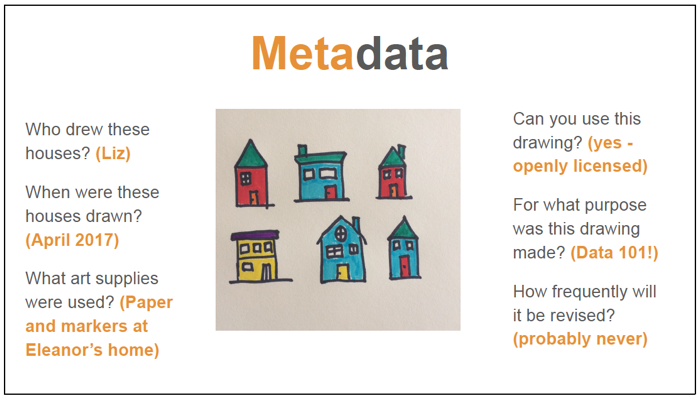 Metadata
Who drew these
houses? (Liz)
When were these
houses drawn?
(April 2017)
What art supplies
were used? (Paper
and markers at
Eleanor’s home)
Can you use this
drawing? (yes -
openly licensed)
For what purpose
was this drawing
made? (Data 101!)
How frequently will
it be revised?
(probably never)